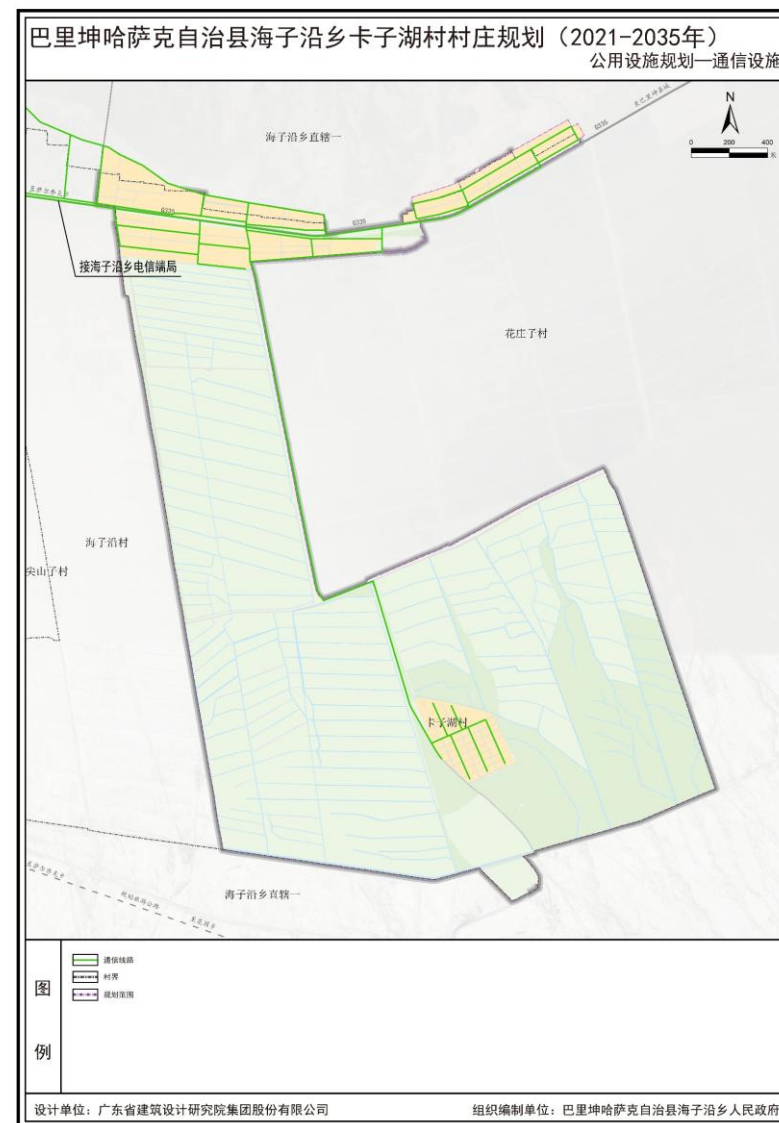 巴里坤哈萨克自治县海子沿乡卡子湖村村庄规划（2021-2035年）
公用设施规划—通信设施
N
0 200 400
米
海子沿乡直辖一
G335
G335
G335
接海子沿乡电信端局
花庄子村
海子沿村
尖山子村
卡子湖村
海子沿乡直辖一
图例
通信线路
村界
规划范围
设计单位：广东省建筑设计研究院集团股份有限公司
组织编制单位：巴里坤哈萨克自治县海子沿乡人民政府